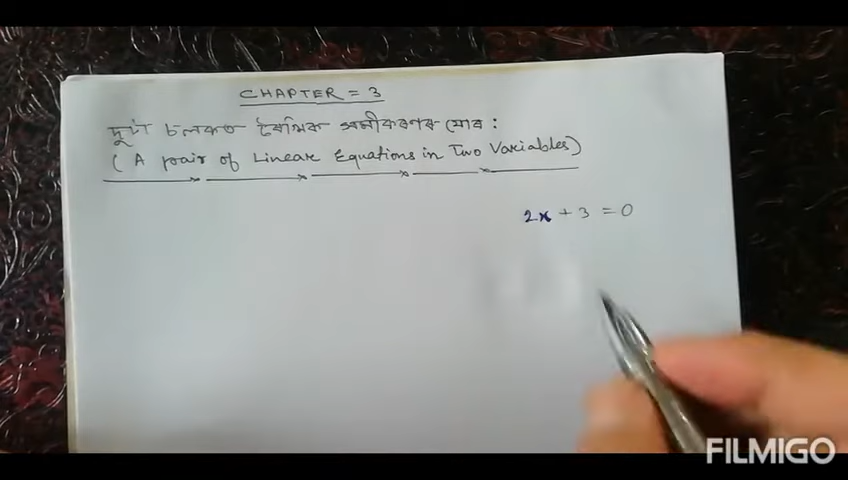 CHAPTER = 3
দুটা চলকত ৰৈখিক সমীকৰণৰ যোৰ :
( A pair of Linear Equations in Two Variables)
2x + 3 = 0
FILMIGO